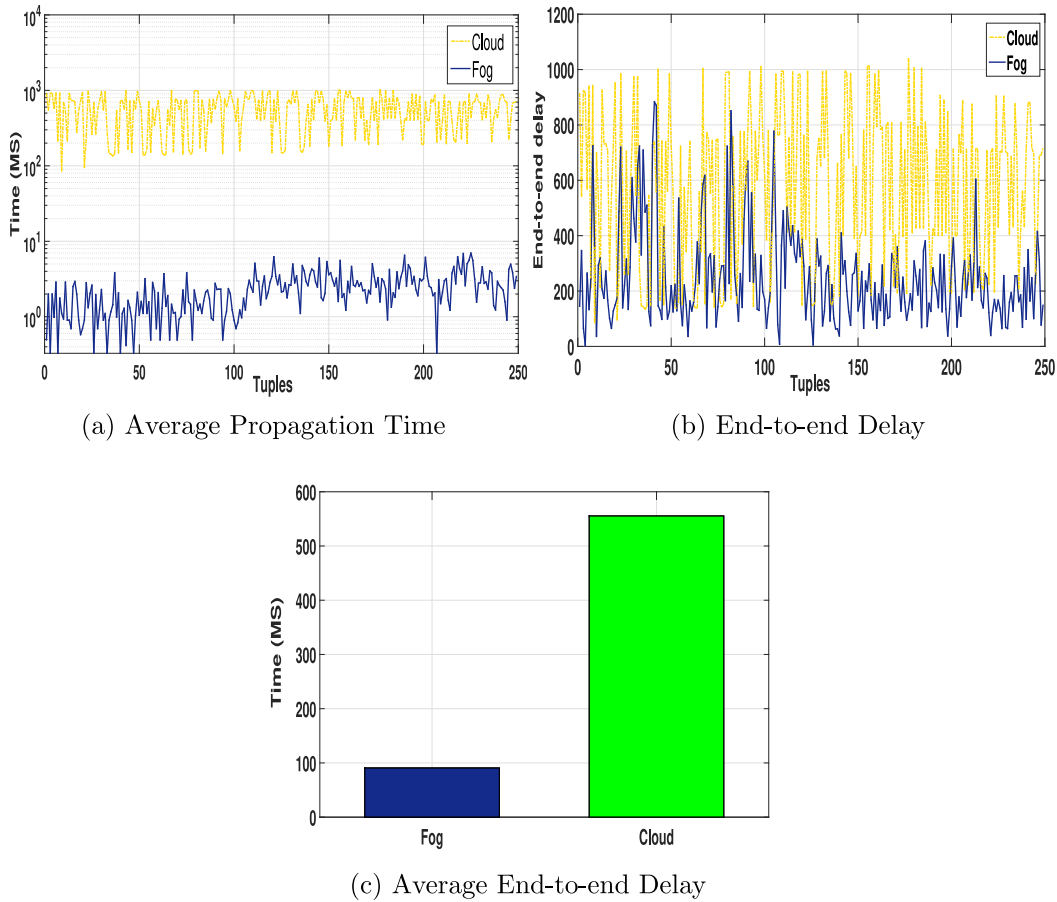 10^4
10^3
10^2
10^1
10^0
Time (MS)
0
50
100
150
200
250
Tuples
Cloud
Fog
(a) Average Propagation Time
1200
1000
800
600
400
200
0
End-to-end delay
0
50
100
150
200
250
Tuples
Cloud
Fog
(b) End-to-end Delay
600
500
400
300
200
100
0
Time (MS)
Fog
Cloud
(c) Average End-to-end Delay